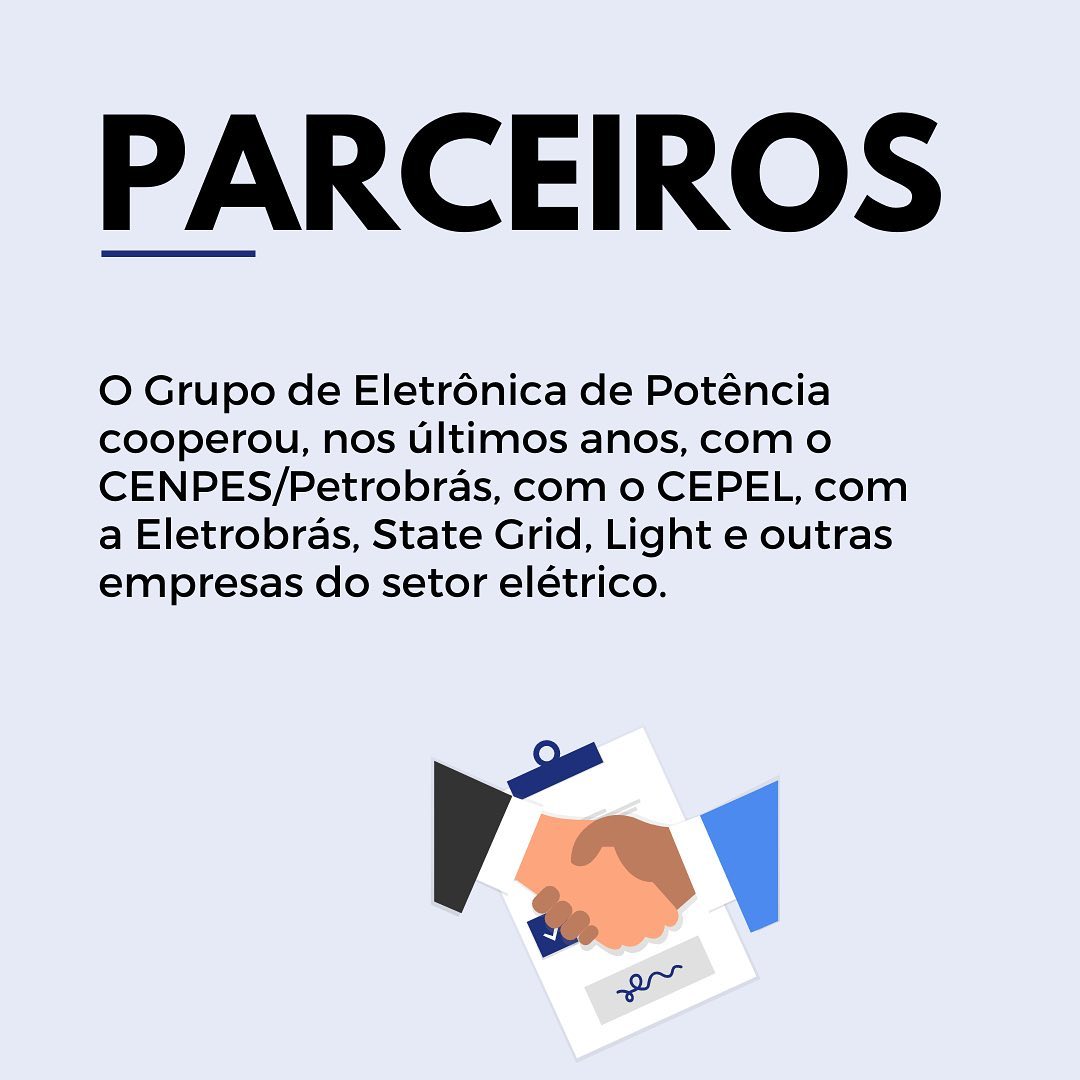 PARCEIROS
O Grupo de Eletrônica de Potência
cooperou, nos últimos anos, com o
CENPES/Petrobrás, com o CEPEL, com
a Eletrobrás, State Grid, Light e outras
empresas do setor elétrico.